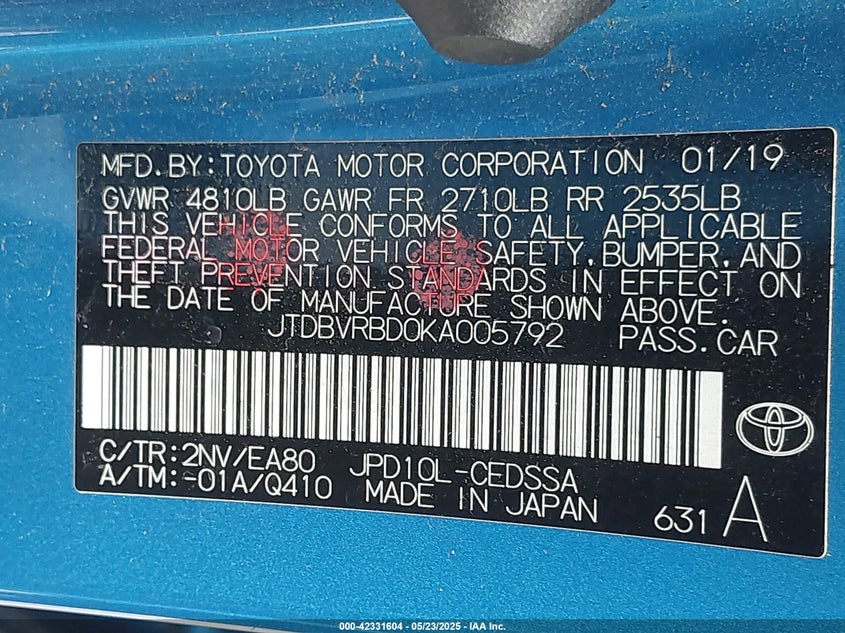 MFD.BY:TOYOTA MOTOR CORPORATION 01/19
GVWR 4810LB GAWR FR 2710LB RR 2535LB
THIS VEHICLE CONFORMS TO ALL APPLICABLE
FEDERAL MOTOR VEHICLE SAFETY,BUMPER,AND
THEFT PREVENTION STANDARDS IN EFFECT ON
THE DATE OF MANUFACTURE SHOWN ABOVE.
JTDBVRBD0KA005792 PASS.CAR
C/TR:2NV/EA80 JPD10L-CEDSSA
A/TM:-01A/Q410 MADE IN JAPAN 631 A
000-42331604 | 05/23/2025 - IAA Inc.